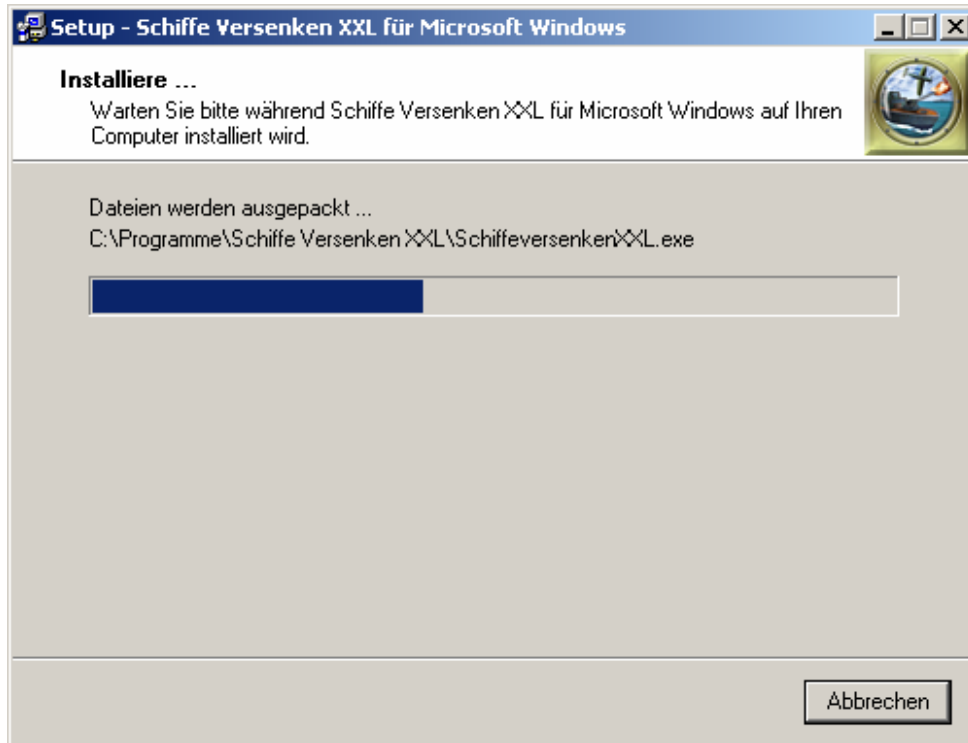 Setup - Schiffe Versenken XXL für Microsoft Windows
Installiere ...
Warten Sie bitte während Schiffe Versenken XXL für Microsoft Windows auf Ihren
Computer installiert wird.
Dateien werden ausgepackt ...
C:\Programme\Schiffe Versenken XXL\SchiffeversenkenXXL.exe
Abbrechen